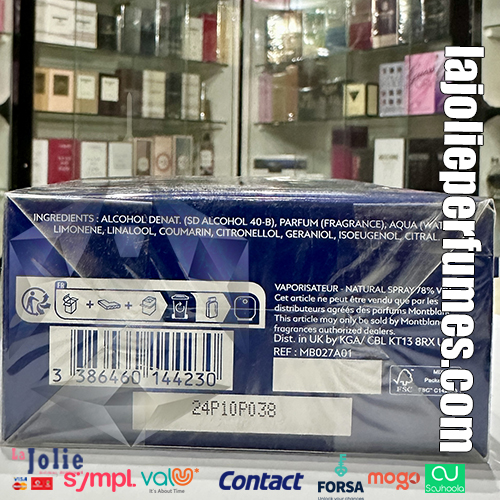 lajolieperfumes.com
INGREDIENTS : ALCOHOL DENAT. (SD ALCOHOL 40-B), PARFUM (FRAGRANCE), AQUA
LIMONENE, LINALOOL, COUMARIN, CITRONELLOL, GERANIOL, ISOEUGENOL, CITRAL
FR
VAPORISATEUR - NATURAL SPRAY 78%
Cet article ne peut être vendu que par les
distributeurs agréés des parfums Montblanc
This article may only be sold by Montblanc
fragrances authorized dealers.
Dist. in UK by KGA/ CBL KT13 8RX
REF : MB027A01
FSC
3 386460 144230
24P10P038
La Jolie
sympl. valU Contact FORSA mogo
It's About Time
VISA